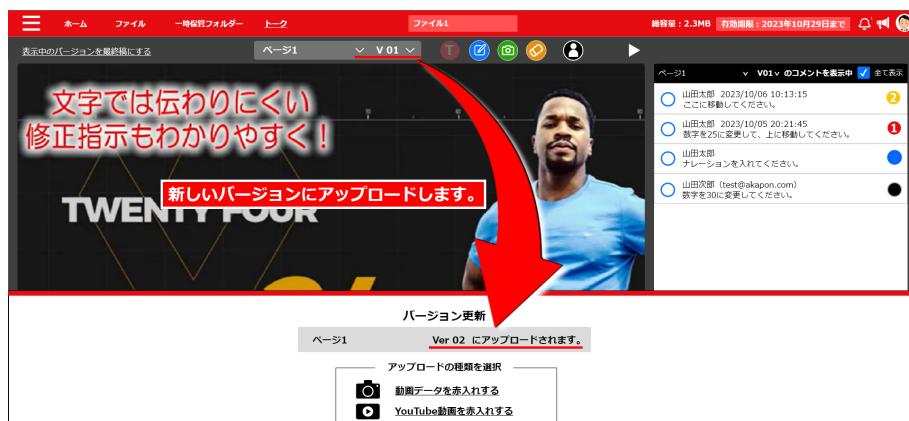 ホーム ファイル 一時保管フォルダー トーク ファイル1 総容量：2.3MB 有効期限：2023年10月29日まで
表示中のバージョンを最終稿にする ページ1 V 01 T
ページ1 V01 のコメントを表示中 全て表示
山田太郎 2023/10/06 10:13:15 2
ここに移動してください。
山田太郎 2023/10/05 20:21:45 1
数字を25に変更して、上に移動してください。
山田太郎
ナレーションを入れてください。
山田次郎（test@akapon.com）
数字を30に変更してください。
文字では伝わりにくい
修正指示もわかりやすく！
新しいバージョンにアップロードします。
TWENTY FOUR
バージョン更新
ページ1 Ver 02 にアップロードされます。
アップロードの種類を選択
動画データを赤入れする
YouTube動画を赤入れする